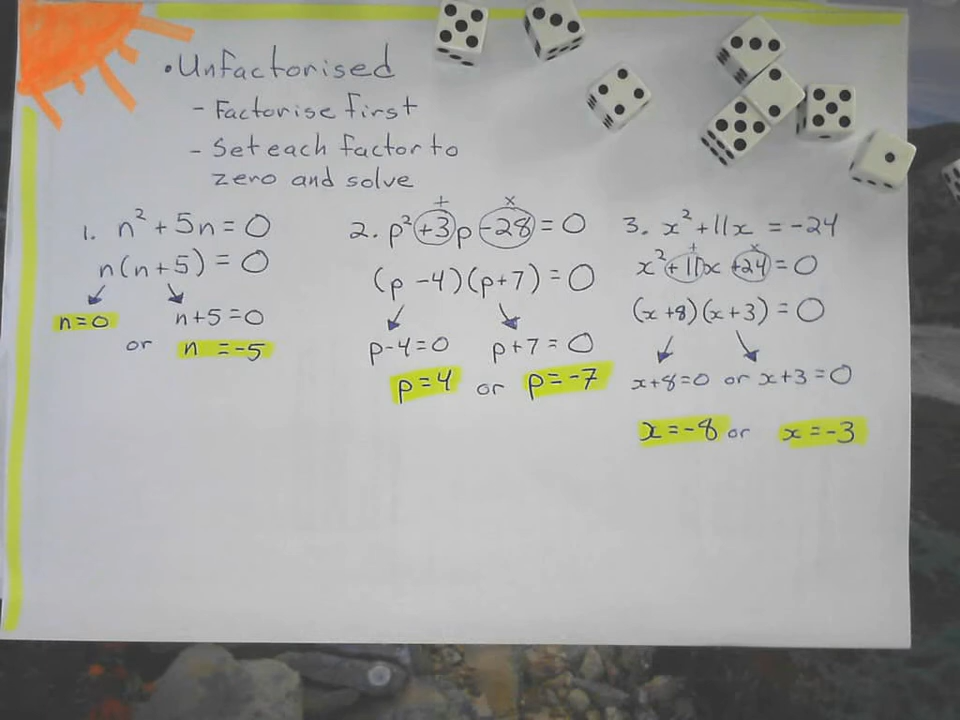 • Unfactorised
- Factorise first
- Set each factor to
zero and solve
1. n² + 5n = 0
n(n+5) = 0
n=0
n+5=0
or n = -5
+ x
2. p² +3p -28 = 0
(p -4)(p+7) = 0
p-4=0 p+7=0
p=4 or p=-7
3. x² +11x = -24
+ x
x² +11x +24 = 0
(x+8)(x+3) = 0
x+8=0 or x+3=0
x=-8 or x=-3